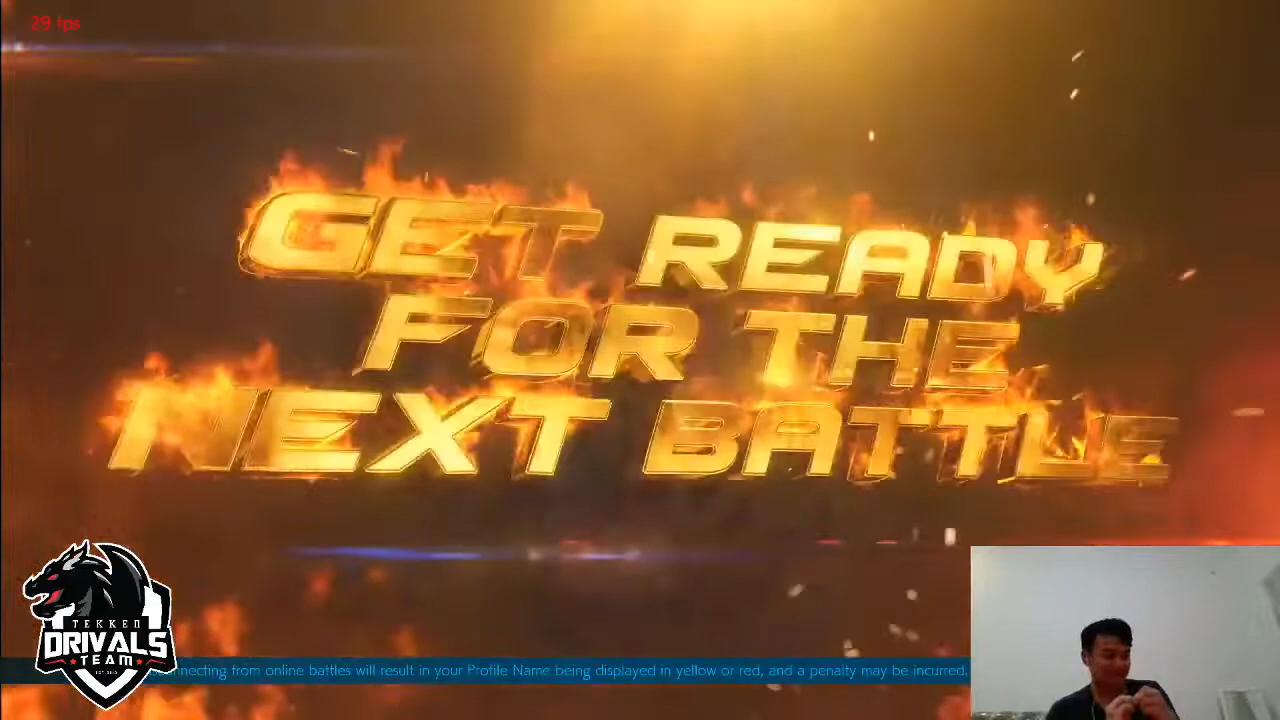 29 fps
GET READY
FOR THE
NEXT BATTLE
TEKKEN
DRIVALS
TEAM
nnecting from online battles will result in your Profile Name being displayed in yellow or red, and a penalty may be incurred.